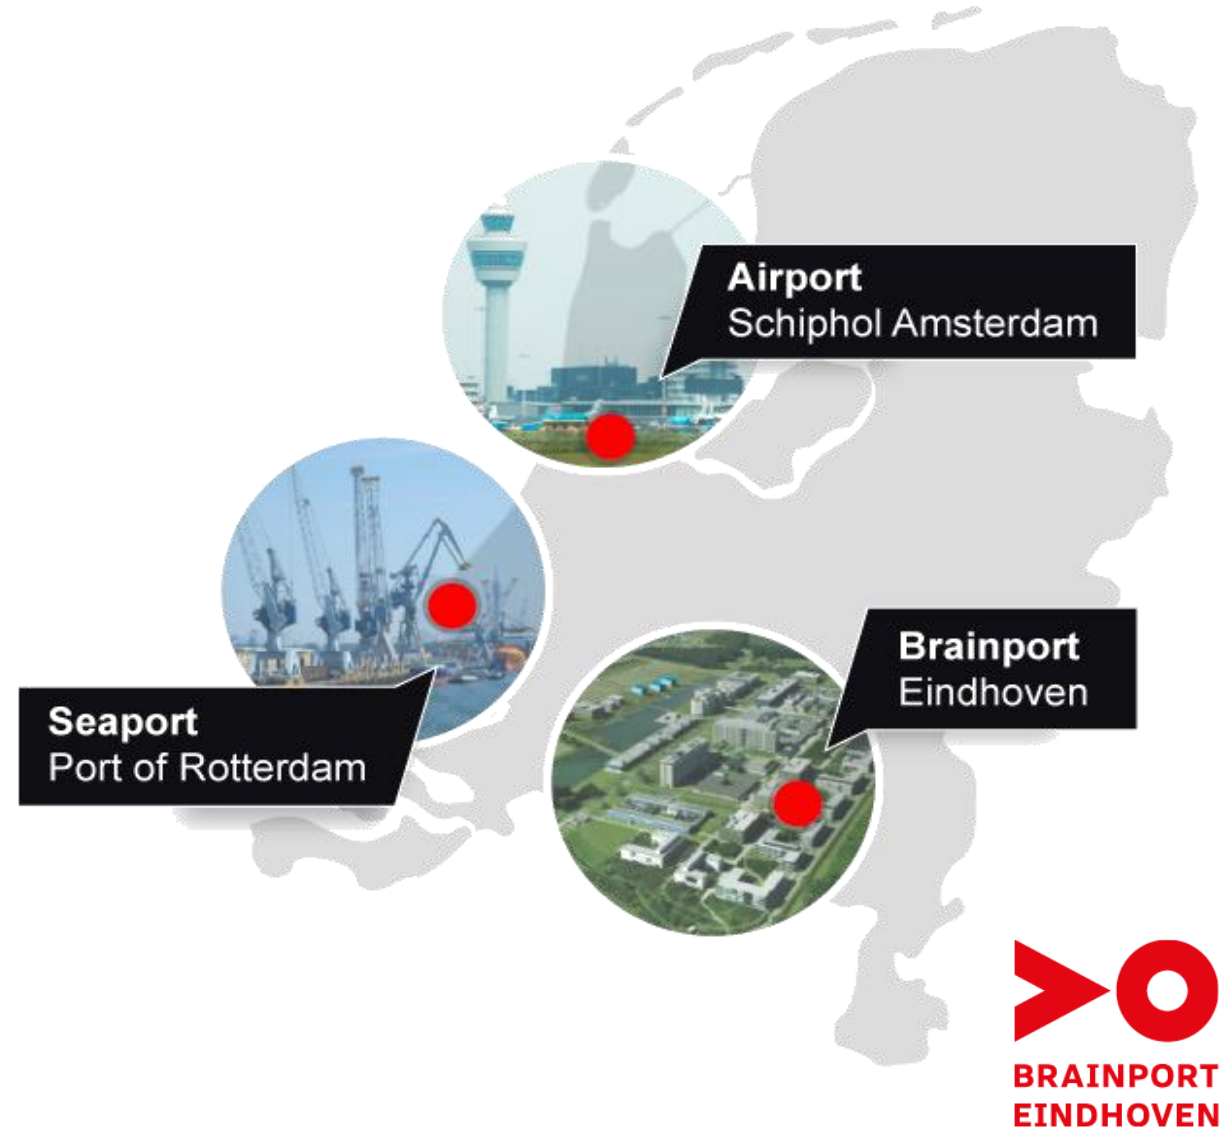 Airport
Schiphol Amsterdam
Brainport
Eindhoven
Seaport
Port of Rotterdam
BRAINPORT
EINDHOVEN